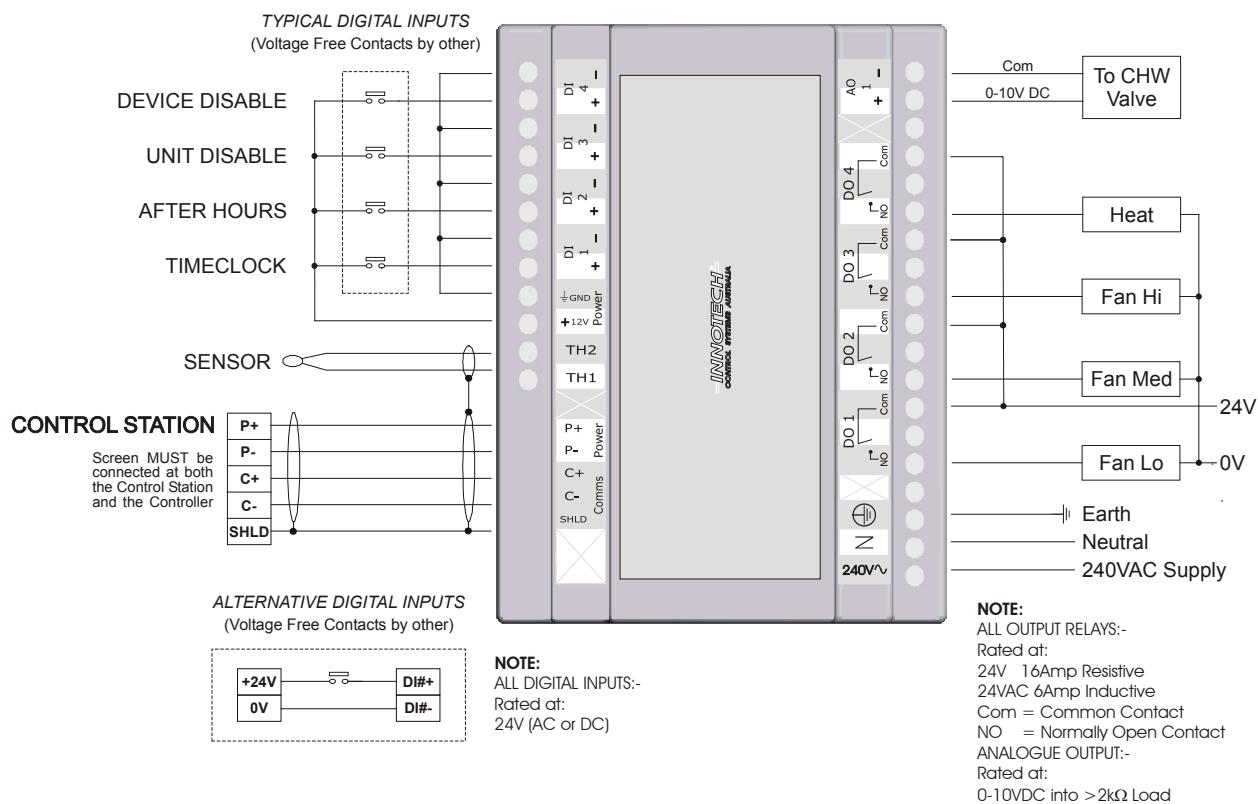 TYPICAL DIGITAL INPUTS
(Voltage Free Contacts by other)
DEVICE DISABLE
UNIT DISABLE
AFTER HOURS
TIMECLOCK
SENSOR
CONTROL STATION
Screen MUST be
connected at both
the Control Station
and the Controller
P+
P-
C+
C-
SHLD
DI 4
-
+
DI 3
-
+
DI 2
-
+
DI 1
-
+
GND
+12V
Power
TH2
TH1
P+
P-
Power
C+
C-
Comms
SHLD
INNOTECH
CONTROL SYSTEMS AUSTRALIA
AO 1
-
+
DO 4
Com
NO
DO 3
Com
NO
DO 2
Com
NO
DO 1
Com
NO
N
240V~
Com
0-10V DC
To CHW
Valve
Heat
Fan Hi
Fan Med
24V
Fan Lo
0V
Earth
Neutral
240VAC Supply
ALTERNATIVE DIGITAL INPUTS
(Voltage Free Contacts by other)
+24V
DI#+
0V
DI#-
NOTE:
ALL DIGITAL INPUTS:-
Rated at:
24V (AC or DC)
NOTE:
ALL OUTPUT RELAYS:-
Rated at:
24V 16Amp Resistive
24VAC 6Amp Inductive
Com = Common Contact
NO = Normally Open Contact
ANALOGUE OUTPUT:-
Rated at:
0-10VDC into >2kΩ Load